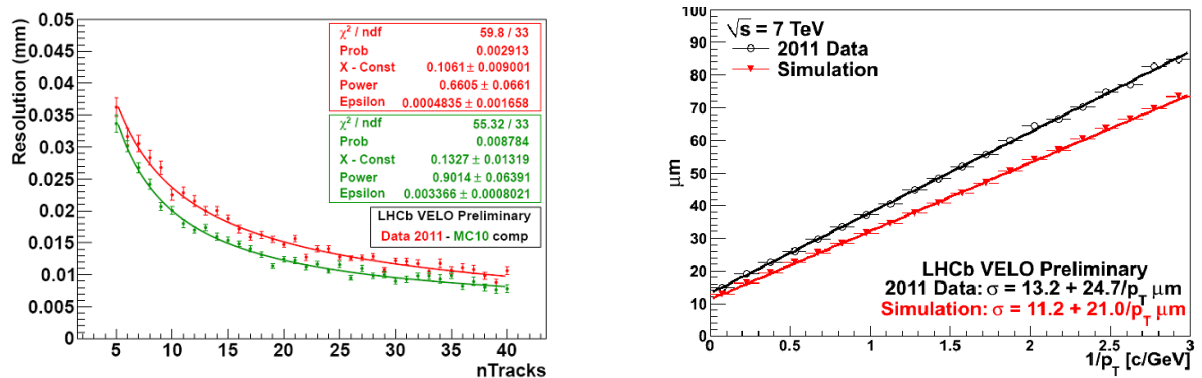 Resolution (mm)
0.05
0.045
0.04
0.035
0.03
0.025
0.02
0.015
0.01
0.005
0
χ² / ndf 59.8 / 33
Prob 0.002913
X - Const 0.1061 ± 0.009001
Power 0.6605 ± 0.0661
Epsilon 0.0004835 ± 0.001658
χ² / ndf 55.32 / 33
Prob 0.008784
X - Const 0.1327 ± 0.01319
Power 0.9014 ± 0.06391
Epsilon 0.003366 ± 0.0008021
LHCb VELO Preliminary
Data 2011 - MC10 comp
5 10 15 20 25 30 35 40
nTracks
μm
100
90
80
70
60
50
40
30
20
10
0
√s = 7 TeV
2011 Data
Simulation
LHCb VELO Preliminary
2011 Data: σ = 13.2 + 24.7/pT μm
Simulation: σ = 11.2 + 21.0/pT μm
0 0.5 1 1.5 2 2.5 3
1/pT [c/GeV]